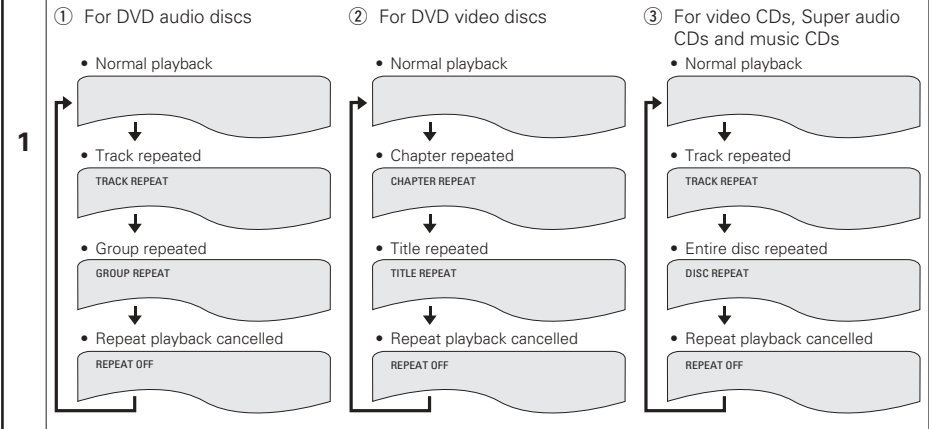 1
① For DVD audio discs
• Normal playback
• Track repeated
TRACK REPEAT
• Group repeated
GROUP REPEAT
• Repeat playback cancelled
REPEAT OFF
② For DVD video discs
• Normal playback
• Chapter repeated
CHAPTER REPEAT
• Title repeated
TITLE REPEAT
• Repeat playback cancelled
REPEAT OFF
③ For video CDs, Super audio
CDs and music CDs
• Normal playback
• Track repeated
TRACK REPEAT
• Entire disc repeated
DISC REPEAT
• Repeat playback cancelled
REPEAT OFF